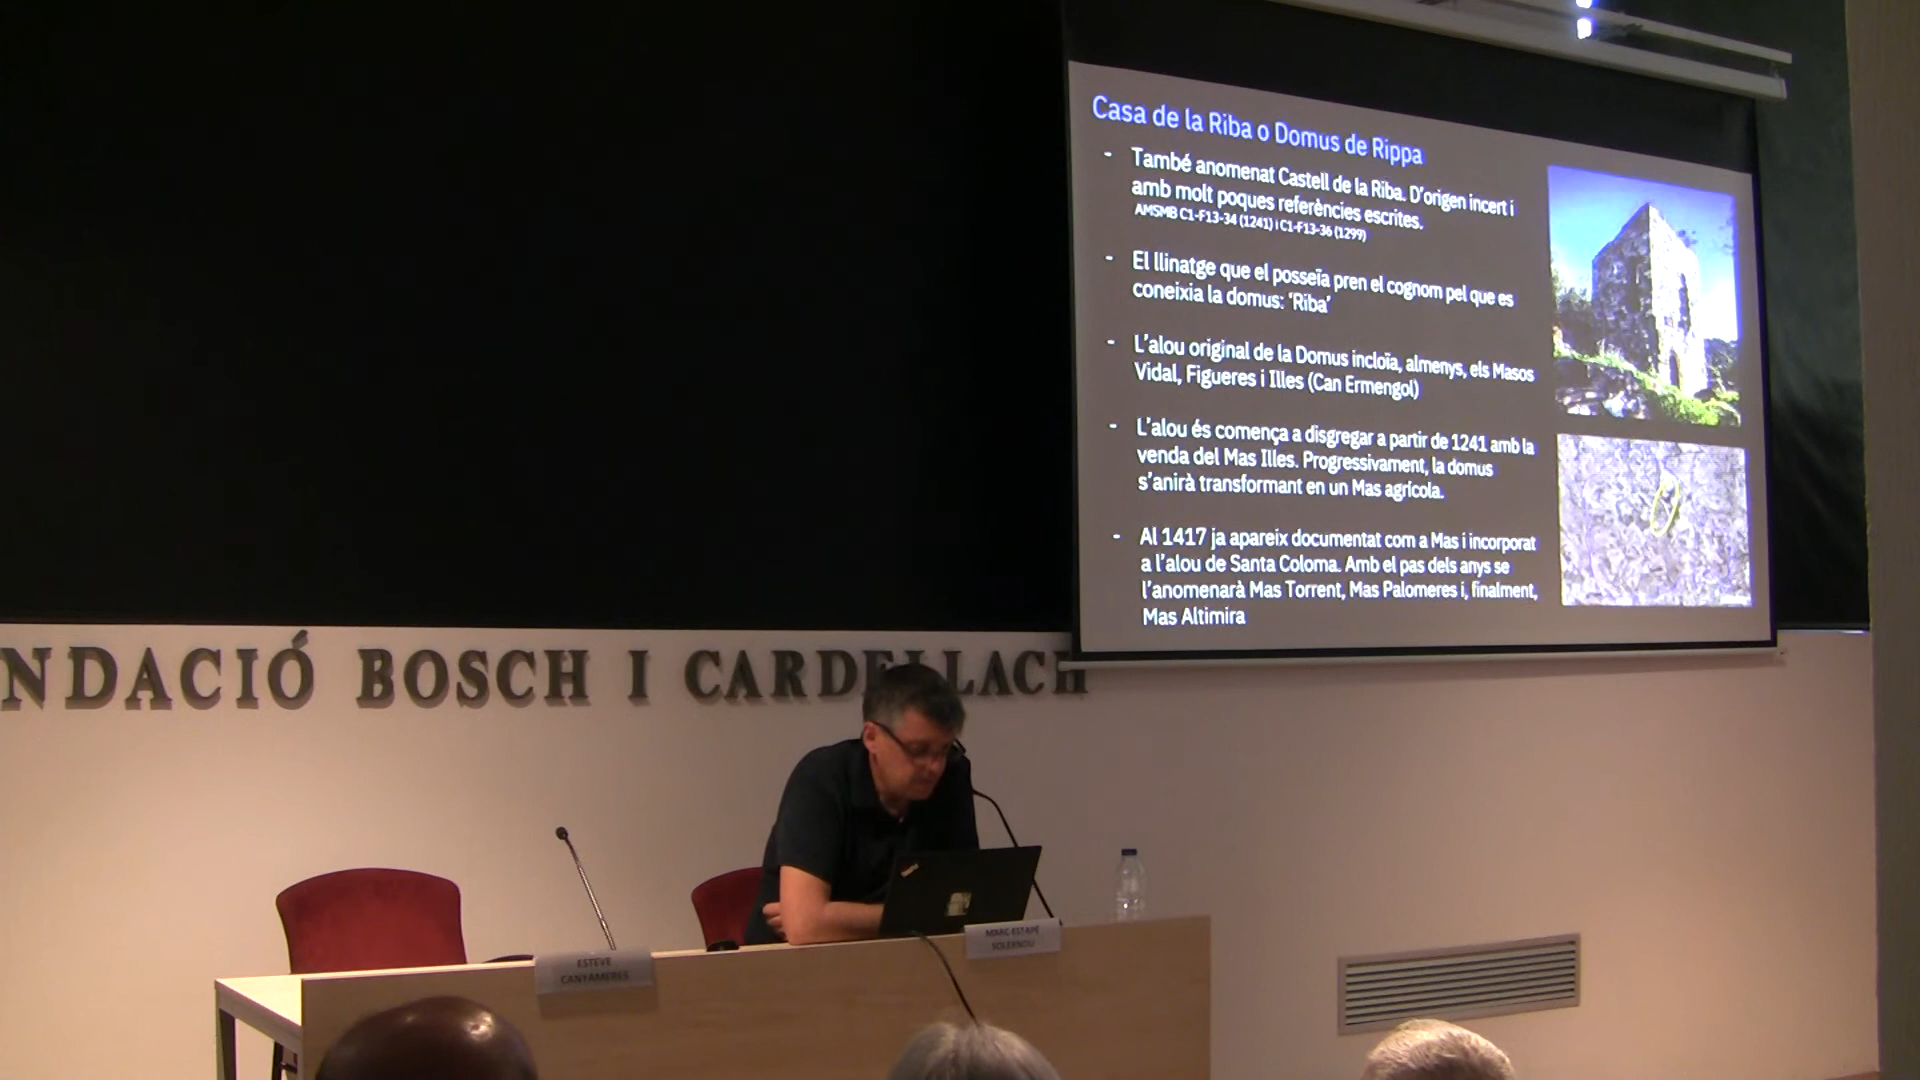 Casa de la Riba o Domus de Rippa
- També anomenat Castell de la Riba. D'origen incert i
amb molt poques referències escrites.
AMSMB C1-F13-34 (1241) i C1-F13-36 (1299)
- El llinatge que el posseïa pren el cognom pel que es
coneixia la domus: 'Riba'
- L'alou original de la Domus incloïa, almenys, els Masos
Vidal, Figueres i Illes (Can Ermengol)
- L'alou és comença a disgregar a partir de 1241 amb la
venda del Mas Illes. Progressivament, la domus
s'anirà transformant en un Mas agrícola.
- Al 1417 ja apareix documentat com a Mas i incorporat
a l'alou de Santa Coloma. Amb el pas dels anys se
l'anomenarà Mas Torrent, Mas Palomeres i, finalment,
Mas Altimira
NDACIÓ BOSCH I CARDELLACH
ESTEVE
CANYAMERES
MARC ESTAPÉ
SOLERNOU